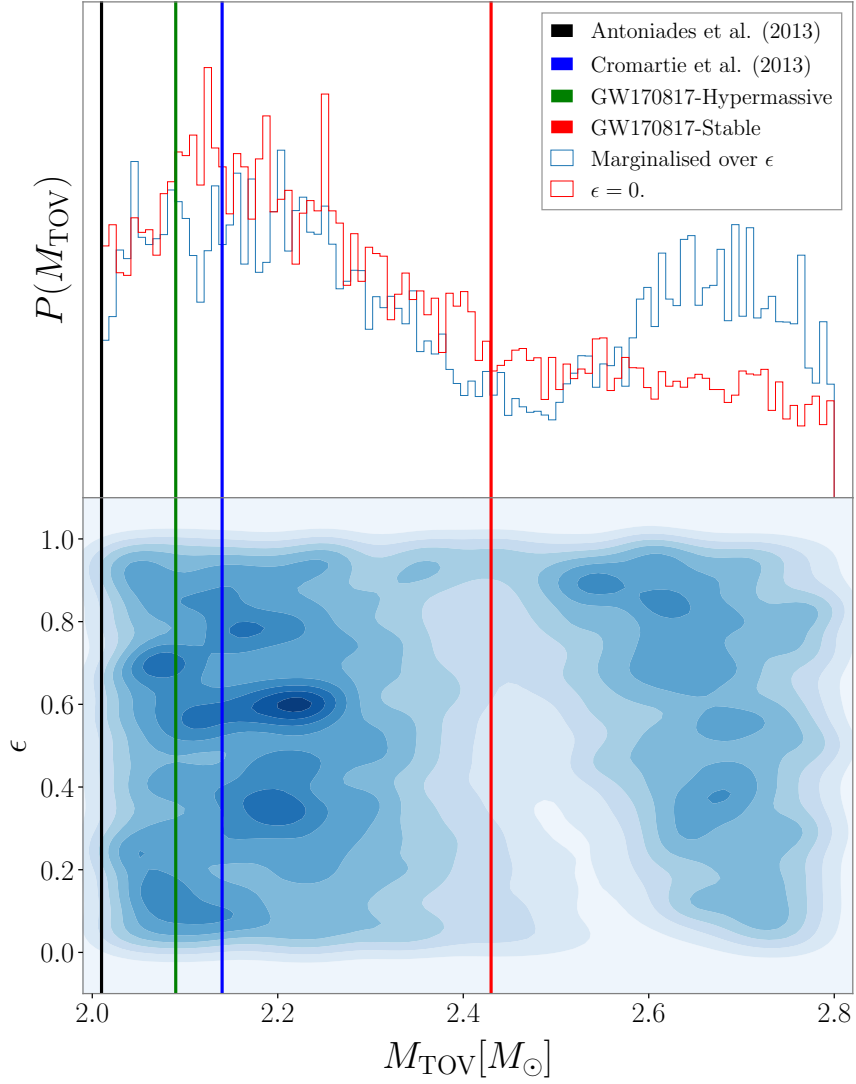 Antoniades et al. (2013)
Cromartie et al. (2013)
GW170817-Hypermassive
GW170817-Stable
Marginalised over ϵ
ϵ = 0.
P(M_TOV)
1.0
0.8
0.6
ϵ
0.4
0.2
0.0
2.0 2.2 2.4 2.6 2.8
M_TOV[M_⊙]